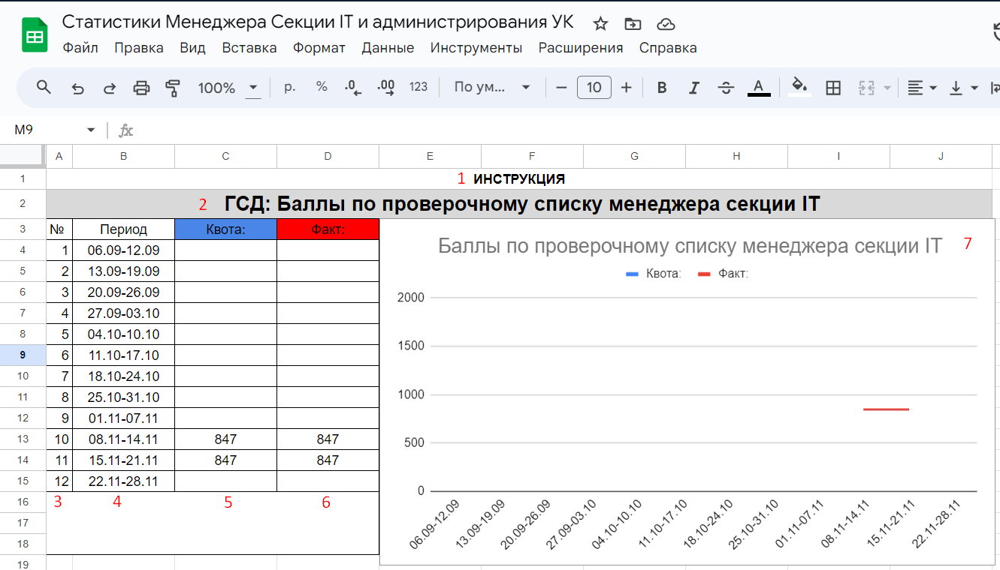 Статистики Менеджера Секции IT и администрирования УК
Файл Правка Вид Вставка Формат Данные Инструменты Расширения Справка
100% р. % .0 .00 123 По ум... 10 B I A
M9 fx
A B C D E F G H I J
1 1 ИНСТРУКЦИЯ
2 2 ГСД: Баллы по проверочному списку менеджера секции IT
3 № Период Квота: Факт:
4 1 06.09-12.09
5 2 13.09-19.09
6 3 20.09-26.09
7 4 27.09-03.10
8 5 04.10-10.10
9 6 11.10-17.10
10 7 18.10-24.10
11 8 25.10-31.10
12 9 01.11-07.11
13 10 08.11-14.11 847 847
14 11 15.11-21.11 847 847
15 12 22.11-28.11
16 3 4 5 6
17
18
19
Баллы по проверочному списку менеджера секции IT 7
Квота: Факт:
2000
1500
1000
500
0
06.09-12.09 13.09-19.09 20.09-26.09 27.09-03.10 04.10-10.10 11.10-17.10 18.10-24.10 25.10-31.10 01.11-07.11 08.11-14.11 15.11-21.11 22.11-28.11